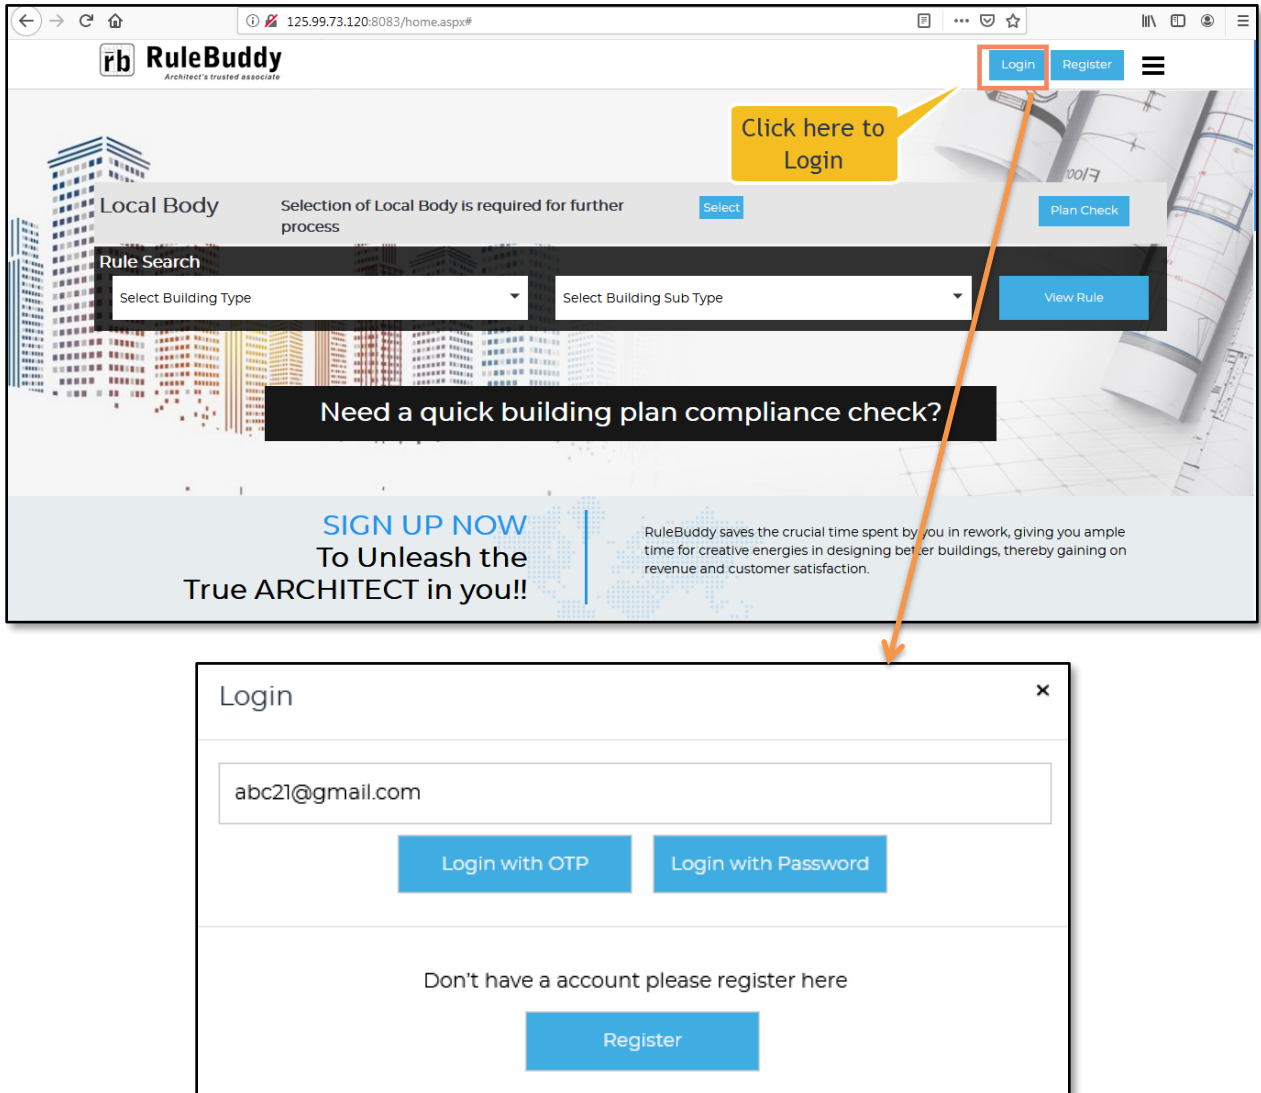 125.99.73.120:8083/home.aspx#
rb RuleBuddy
Architect's trusted associate
Login
Register
Click here to
Login
Floor
Local Body
Selection of Local Body is required for further
process
Select
Plan Check
Rule Search
Select Building Type
Select Building Sub Type
View Rule
Need a quick building plan compliance check?
SIGN UP NOW
To Unleash the
True ARCHITECT in you!!
RuleBuddy saves the crucial time spent by you in rework, giving you ample
time for creative energies in designing better buildings, thereby gaining on
revenue and customer satisfaction.
Login
×
abc21@gmail.com
Login with OTP
Login with Password
Don't have a account please register here
Register